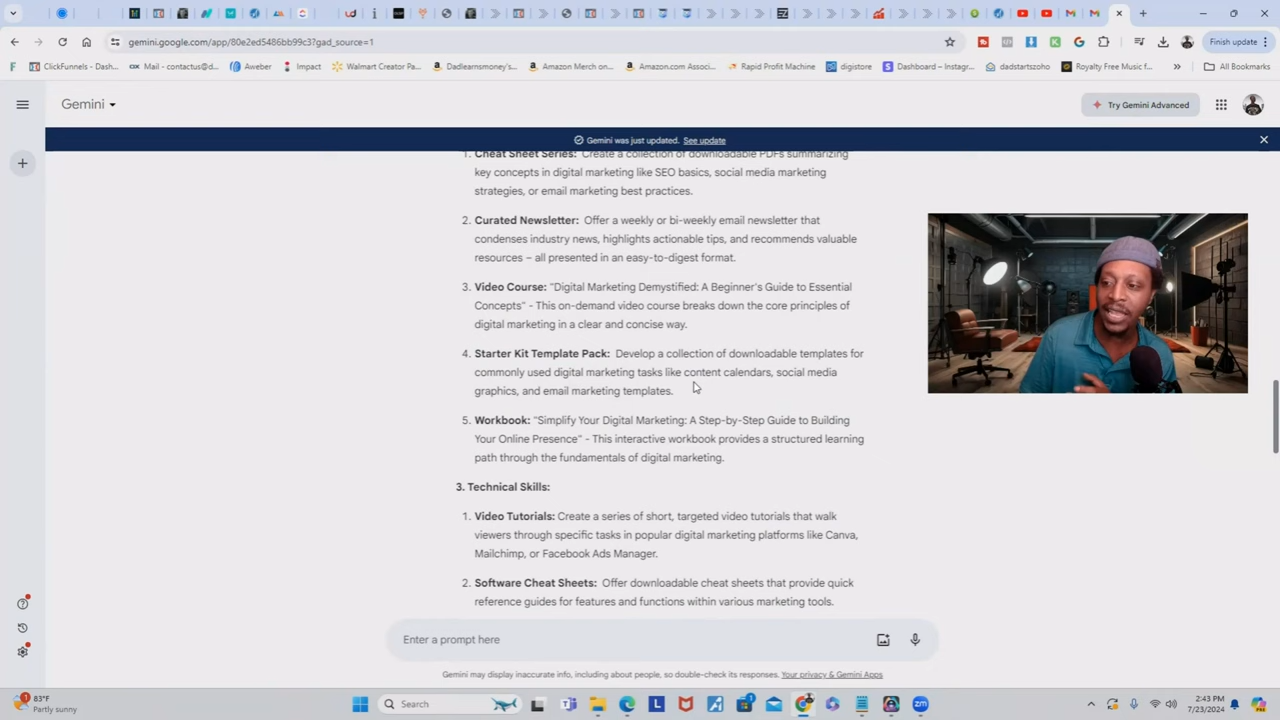 gemini.google.com/app/80e2ed5486bb99c3?gad_source=1
Finish update
ClickFunnels - Dash...
Mail - contactus@d...
Aweber
Impact
Walmart Creator Pa...
Dadlearnsmoney's...
Amazon Merch on...
Amazon.com Associ...
Rapid Profit Machine
digistore
Dashboard – Instagr...
dadstartszoho
Royalty Free Music f...
»
All Bookmarks
Gemini
Try Gemini Advanced
Gemini was just updated. See update
1. Cheat Sheet Series: Create a collection of downloadable PDFs summarizing
key concepts in digital marketing like SEO basics, social media marketing
strategies, or email marketing best practices.
2. Curated Newsletter: Offer a weekly or bi-weekly email newsletter that
condenses industry news, highlights actionable tips, and recommends valuable
resources – all presented in an easy-to-digest format.
3. Video Course: "Digital Marketing Demystified: A Beginner's Guide to Essential
Concepts" - This on-demand video course breaks down the core principles of
digital marketing in a clear and concise way.
4. Starter Kit Template Pack: Develop a collection of downloadable templates for
commonly used digital marketing tasks like content calendars, social media
graphics, and email marketing templates.
5. Workbook: "Simplify Your Digital Marketing: A Step-by-Step Guide to Building
Your Online Presence" - This interactive workbook provides a structured learning
path through the fundamentals of digital marketing.
3. Technical Skills:
1. Video Tutorials: Create a series of short, targeted video tutorials that walk
viewers through specific tasks in popular digital marketing platforms like Canva,
Mailchimp, or Facebook Ads Manager.
2. Software Cheat Sheets: Offer downloadable cheat sheets that provide quick
reference guides for features and functions within various marketing tools.
Enter a prompt here
Gemini may display inaccurate info, including about people, so double-check its responses. Your privacy & Gemini Apps
83°F
Partly sunny
Search
2:43 PM
7/23/2024